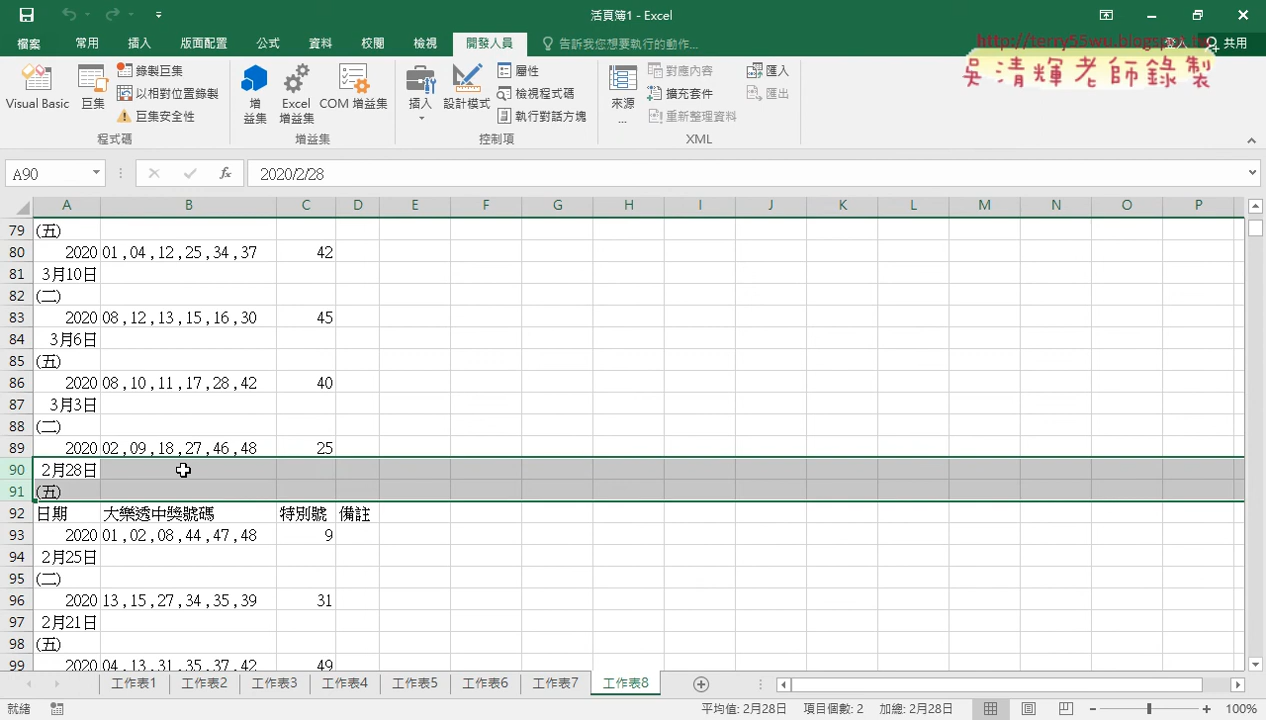 活頁簿1 - Excel
檔案 常用 插入 版面配置 公式 資料 校閱 檢視 開發人員 告訴我您想要執行的動作... 登入 共用
http://terry55wu.blogspot.tw
吳清輝老師錄製
Visual Basic 巨集 錄製巨集 以相對位置錄製 巨集安全性 增益集 Excel 增益集 COM 增益集 插入 設計模式 屬性 檢視程式碼 執行對話方塊 來源... 對應內容 擴充套件 重新整理資料 匯入 匯出
程式碼 增益集 控制項 XML
A90 fx 2020/2/28
A B C D E F G H I J K L M N O P
79 (五)
80 2020 01 , 04 , 12 , 25 , 34 , 37 42
81 3月10日
82 (二)
83 2020 08 , 12 , 13 , 15 , 16 , 30 45
84 3月6日
85 (五)
86 2020 08 , 10 , 11 , 17 , 28 , 42 40
87 3月3日
88 (二)
89 2020 02 , 09 , 18 , 27 , 46 , 48 25
90 2月28日
91 (五)
92 日期 大樂透中獎號碼 特別號 備註
93 2020 01 , 02 , 08 , 44 , 47 , 48 9
94 2月25日
95 (二)
96 2020 13 , 15 , 27 , 34 , 35 , 39 31
97 2月21日
98 (五)
99 2020 04 , 13 , 31 , 35 , 37 , 42 49
工作表1 工作表2 工作表3 工作表4 工作表5 工作表6 工作表7 工作表8
就緒 平均值: 2月28日 項目個數: 2 加總: 2月28日 100%